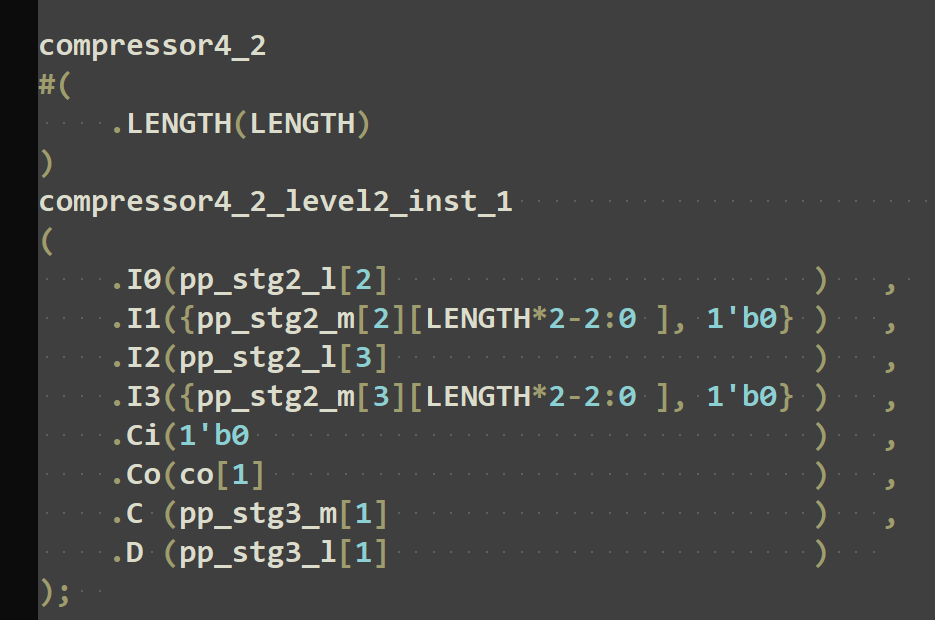 compressor4_2
#(
    .LENGTH(LENGTH)
)
compressor4_2_level2_inst_1
(
    .I0(pp_stg2_l[2]                        )   ,
    .I1({pp_stg2_m[2][LENGTH*2-2:0 ], 1'b0} )   ,
    .I2(pp_stg2_l[3]                        )   ,
    .I3({pp_stg2_m[3][LENGTH*2-2:0 ], 1'b0} )   ,
    .Ci(1'b0                                )   ,
    .Co(co[1]                               )   ,
    .C (pp_stg3_m[1]                        )   ,
    .D (pp_stg3_l[1]                        )
);